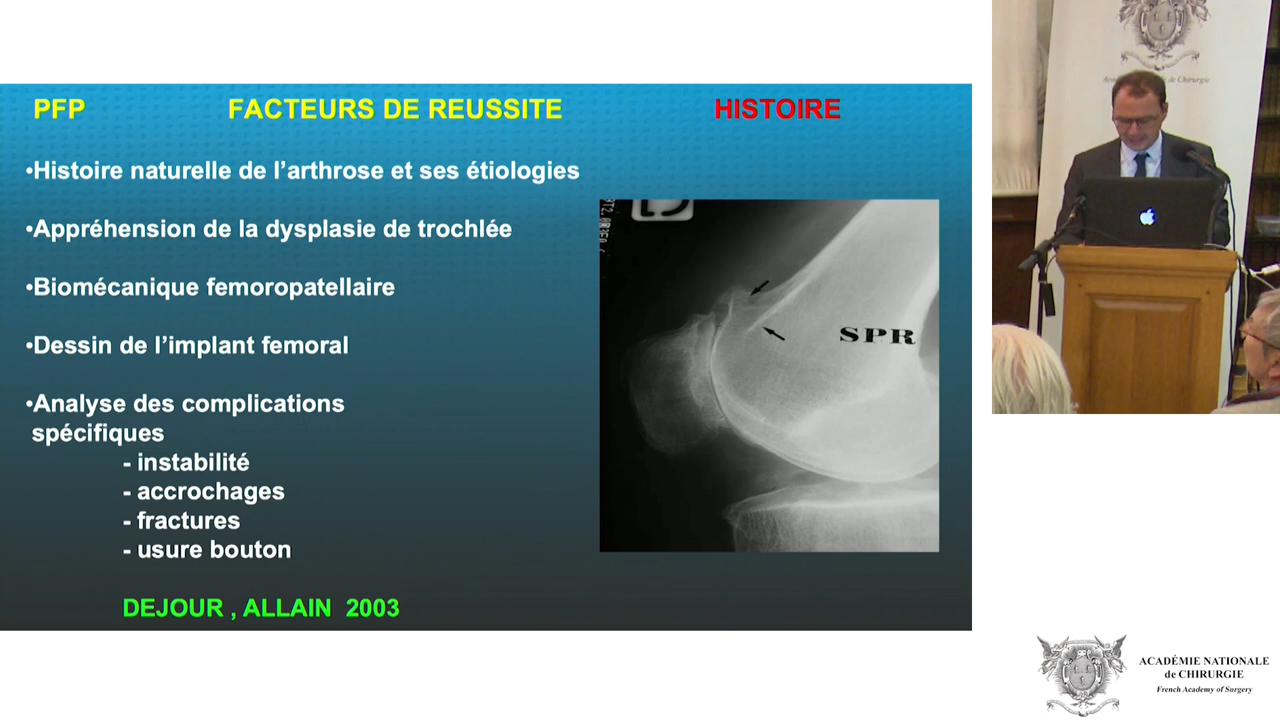 PFP FACTEURS DE REUSSITE HISTOIRE
•Histoire naturelle de l’arthrose et ses étiologies
•Appréhension de la dysplasie de trochlée
•Biomécanique femoropatellaire
•Dessin de l’implant femoral
•Analyse des complications
spécifiques
- instabilité
- accrochages
- fractures
- usure bouton
DEJOUR , ALLAIN 2003
SPR
ACADÉMIE NATIONALE
de CHIRURGIE
French Academy of Surgery